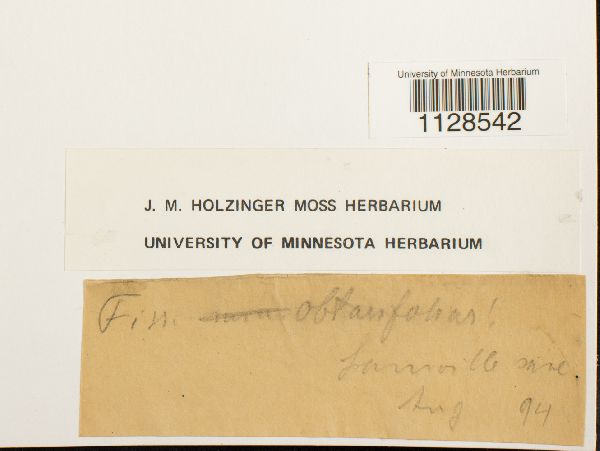 University of Minnesota Herbarium
1128542
J. M. HOLZINGER MOSS HERBARIUM
UNIVERSITY OF MINNESOTA HERBARIUM
Fiss. obtusifolius!
Aug 94